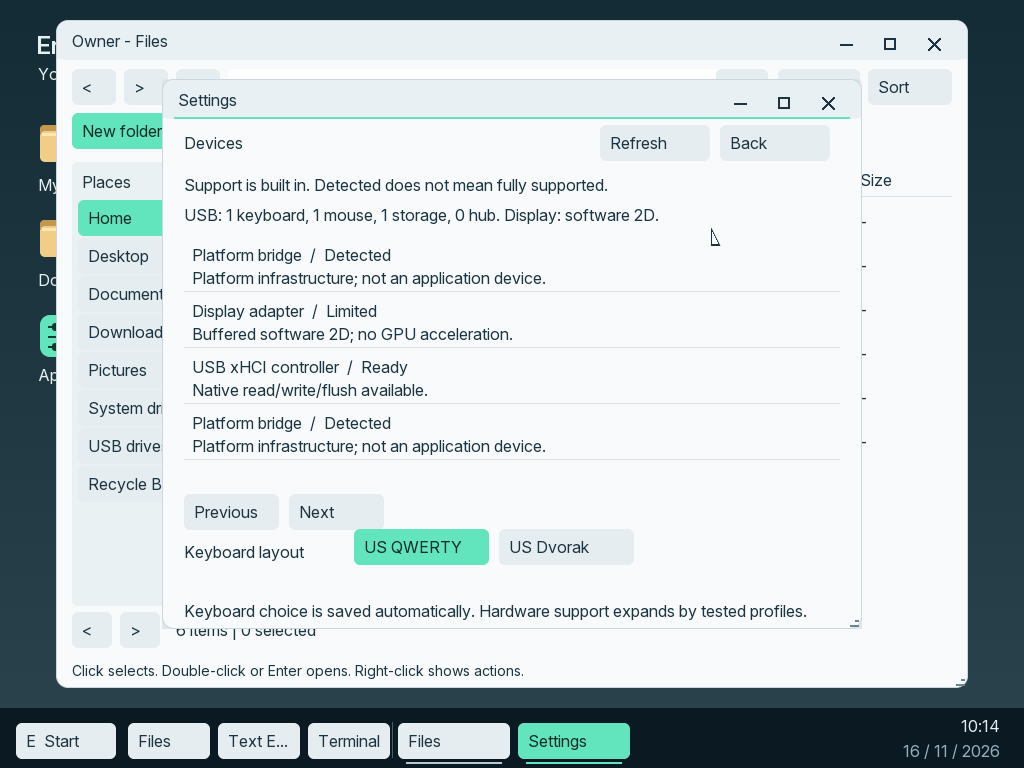 Owner - Files
< > Sort
Settings
New folder
Devices Refresh Back
Places
Support is built in. Detected does not mean fully supported.
Size
Home
USB: 1 keyboard, 1 mouse, 1 storage, 0 hub. Display: software 2D.
Desktop
Platform bridge / Detected
Platform infrastructure; not an application device.
Display adapter / Limited
Buffered software 2D; no GPU acceleration.
Pictures
USB xHCI controller / Ready
Native read/write/flush available.
Platform bridge / Detected
Platform infrastructure; not an application device.
Previous Next
Keyboard layout US QWERTY US Dvorak
Keyboard choice is saved automatically. Hardware support expands by tested profiles.
< > 6 items | 0 selected
Click selects. Double-click or Enter opens. Right-click shows actions.
E Start Files Text E... Terminal Files Settings
10:14
16 / 11 / 2026